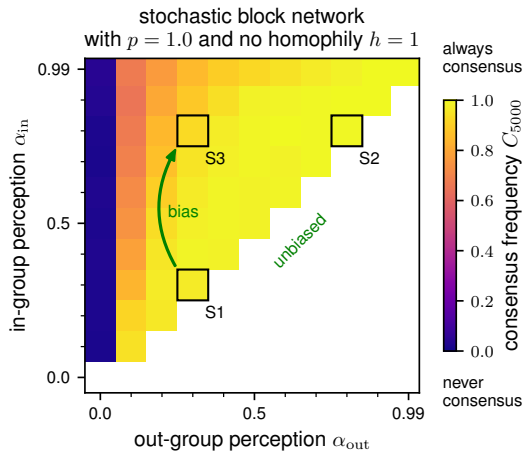 stochastic block network
with p = 1.0 and no homophily h = 1
always
consensus
0.99
0.5
0.0
in-group perception α_in
S3
S2
bias
unbiased
S1
0.0
0.5
0.99
out-group perception α_out
1.0
0.8
0.6
0.4
0.2
0.0
consensus frequency C_5000
never
consensus